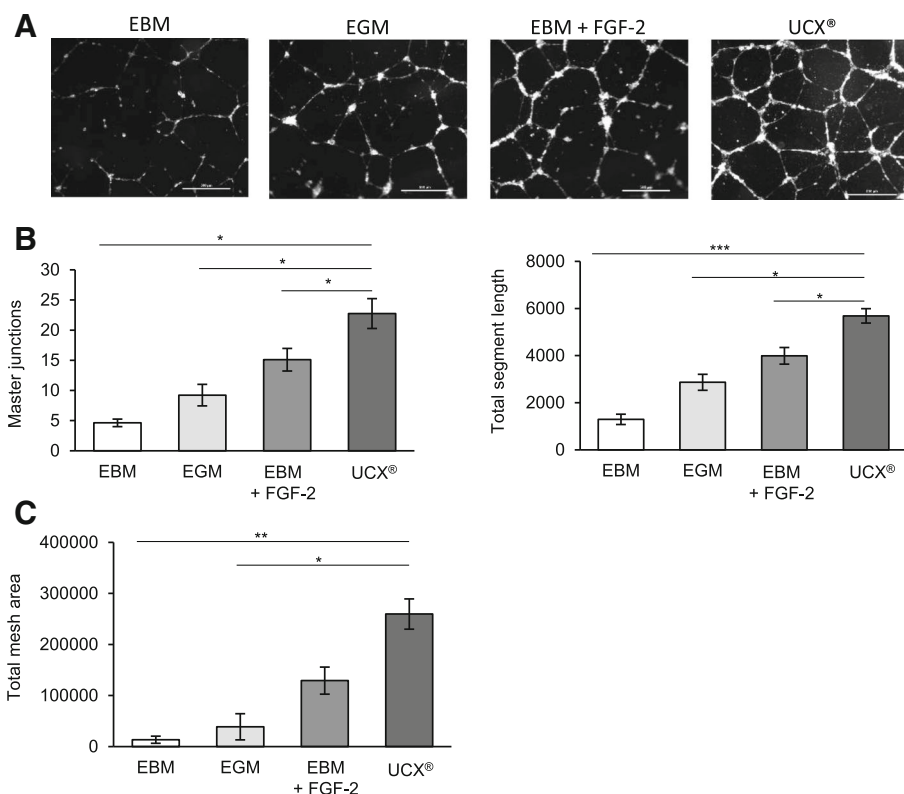 A
EBM
EGM
EBM + FGF-2
UCX®
B
Master junctions
30
25
20
15
10
5
0
*
*
*
EBM
EGM
EBM
+ FGF-2
UCX®
Total segment length
8000
6000
4000
2000
0
***
*
*
EBM
EGM
EBM
+ FGF-2
UCX®
C
Total mesh area
400000
300000
200000
100000
0
**
*
EBM
EGM
EBM
+ FGF-2
UCX®